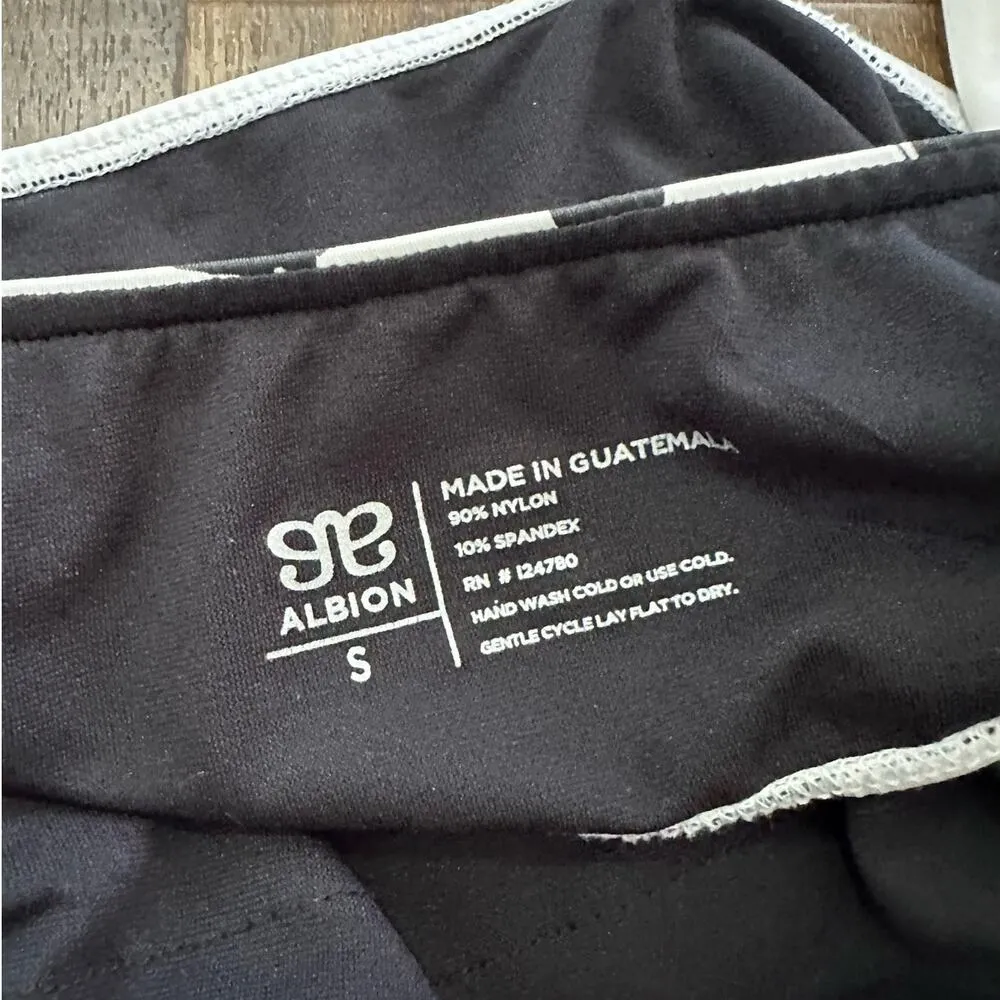 ALBION
S
MADE IN GUATEMALA
90% NYLON
10% SPANDEX
RN # 124780
HAND WASH COLD OR USE COLD.
GENTLE CYCLE LAY FLAT TO DRY.